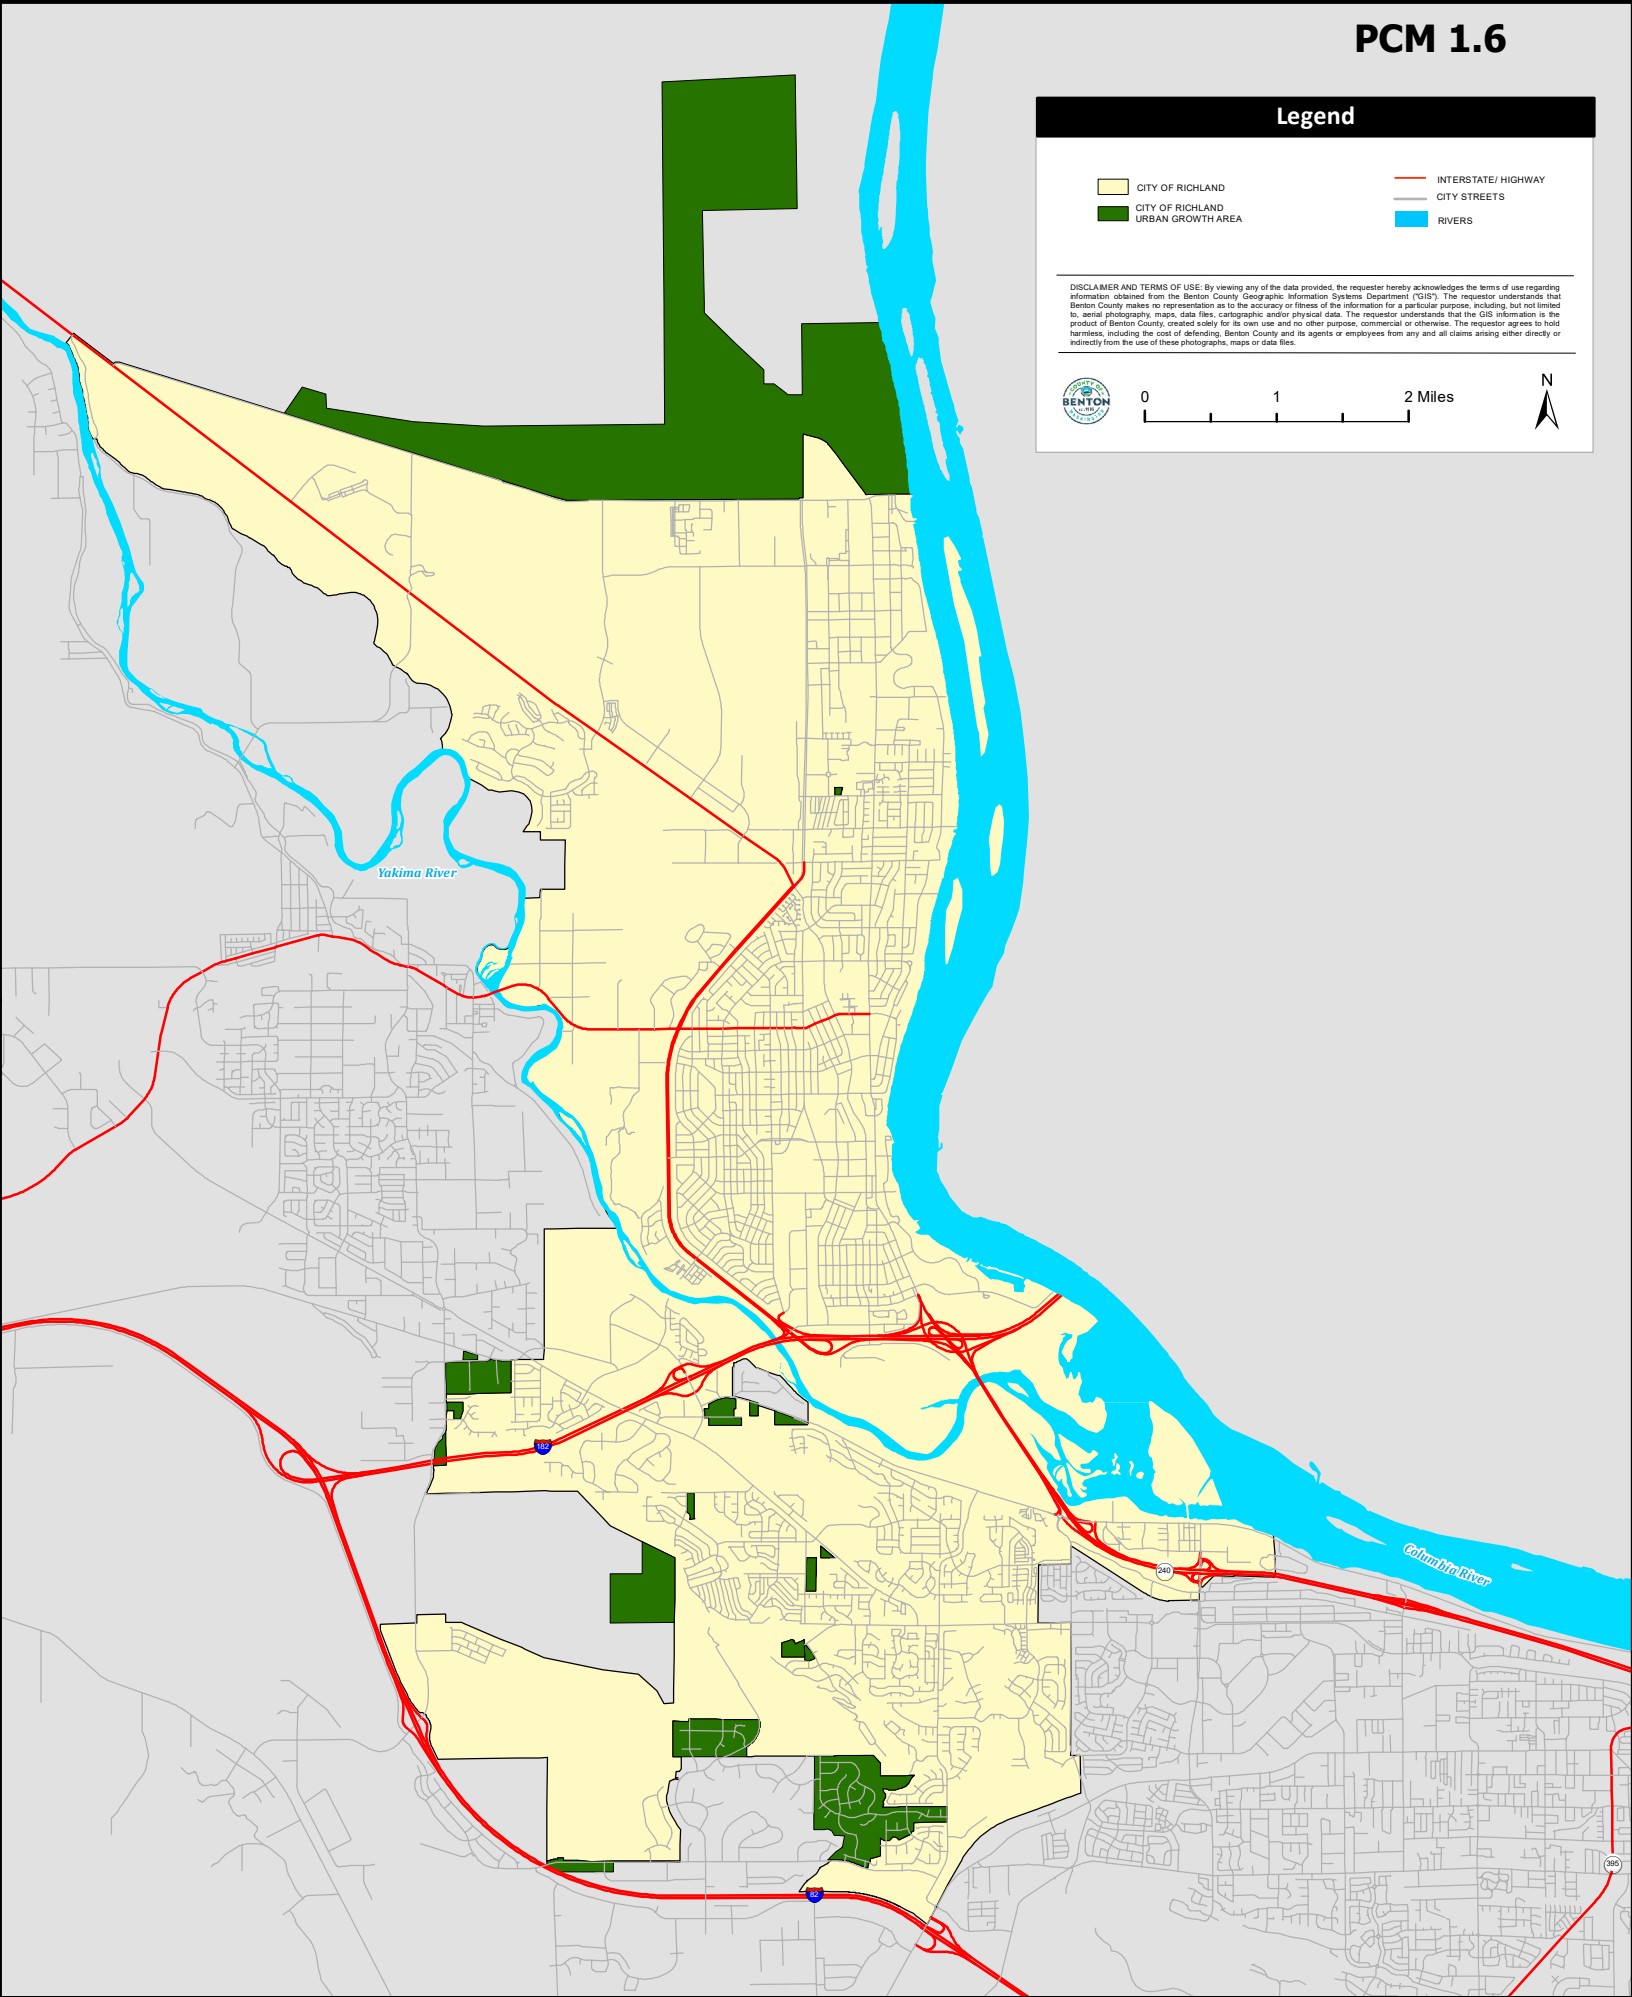 PCM 1.6
Legend
CITY OF RICHLAND
CITY OF RICHLAND
URBAN GROWTH AREA
INTERSTATE/ HIGHWAY
CITY STREETS
RIVERS
DISCLAIMER AND TERMS OF USE: By viewing any of the data provided, the requester hereby acknowledges the terms of use regarding
information obtained from the Benton County Geographic Information Systems Department ("GIS"). The requestor understands that
Benton County makes no representation as to the accuracy or fitness of the information for a particular purpose, including, but not limited
to, aerial photography, maps, data files, cartographic and/or physical data. The requestor understands that the GIS information is the
product of Benton County, created solely for its own use and no other purpose, commercial or otherwise. The requestor agrees to hold
harmless, including the cost of defending, Benton County and its agents or employees from any and all claims arising either directly or
indirectly from the use of these photographs, maps or data files.
COUNTY OF
BENTON
WASHINGTON
0 1 2 Miles
N
Yakima River
182
240
Columbia River
395
82